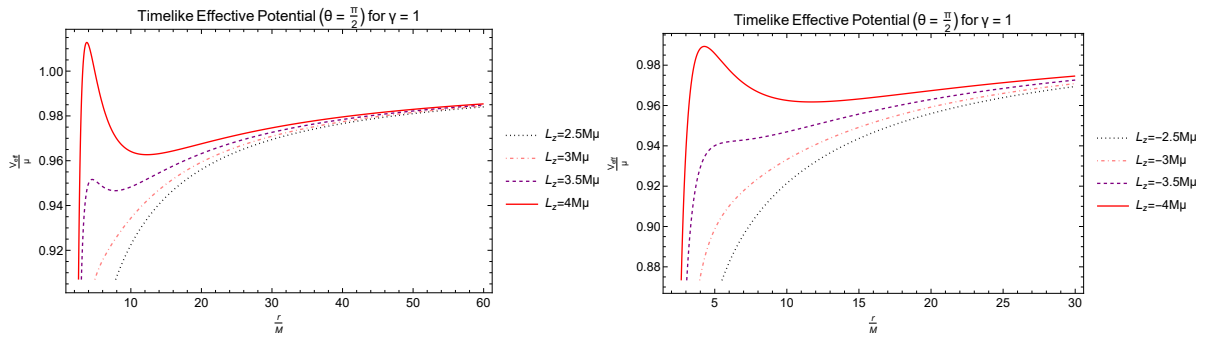 Timelike Effective Potential (θ = π/2) for γ = 1
1.00
0.98
0.96
0.94
0.92
V_eff/μ
10 20 30 40 50 60
r/M
L_z=2.5Mμ
L_z=3Mμ
L_z=3.5Mμ
L_z=4Mμ
Timelike Effective Potential (θ = π/2) for γ = 1
0.98
0.96
0.94
0.92
0.90
0.88
V_eff/μ
5 10 15 20 25 30
r/M
L_z=-2.5Mμ
L_z=-3Mμ
L_z=-3.5Mμ
L_z=-4Mμ